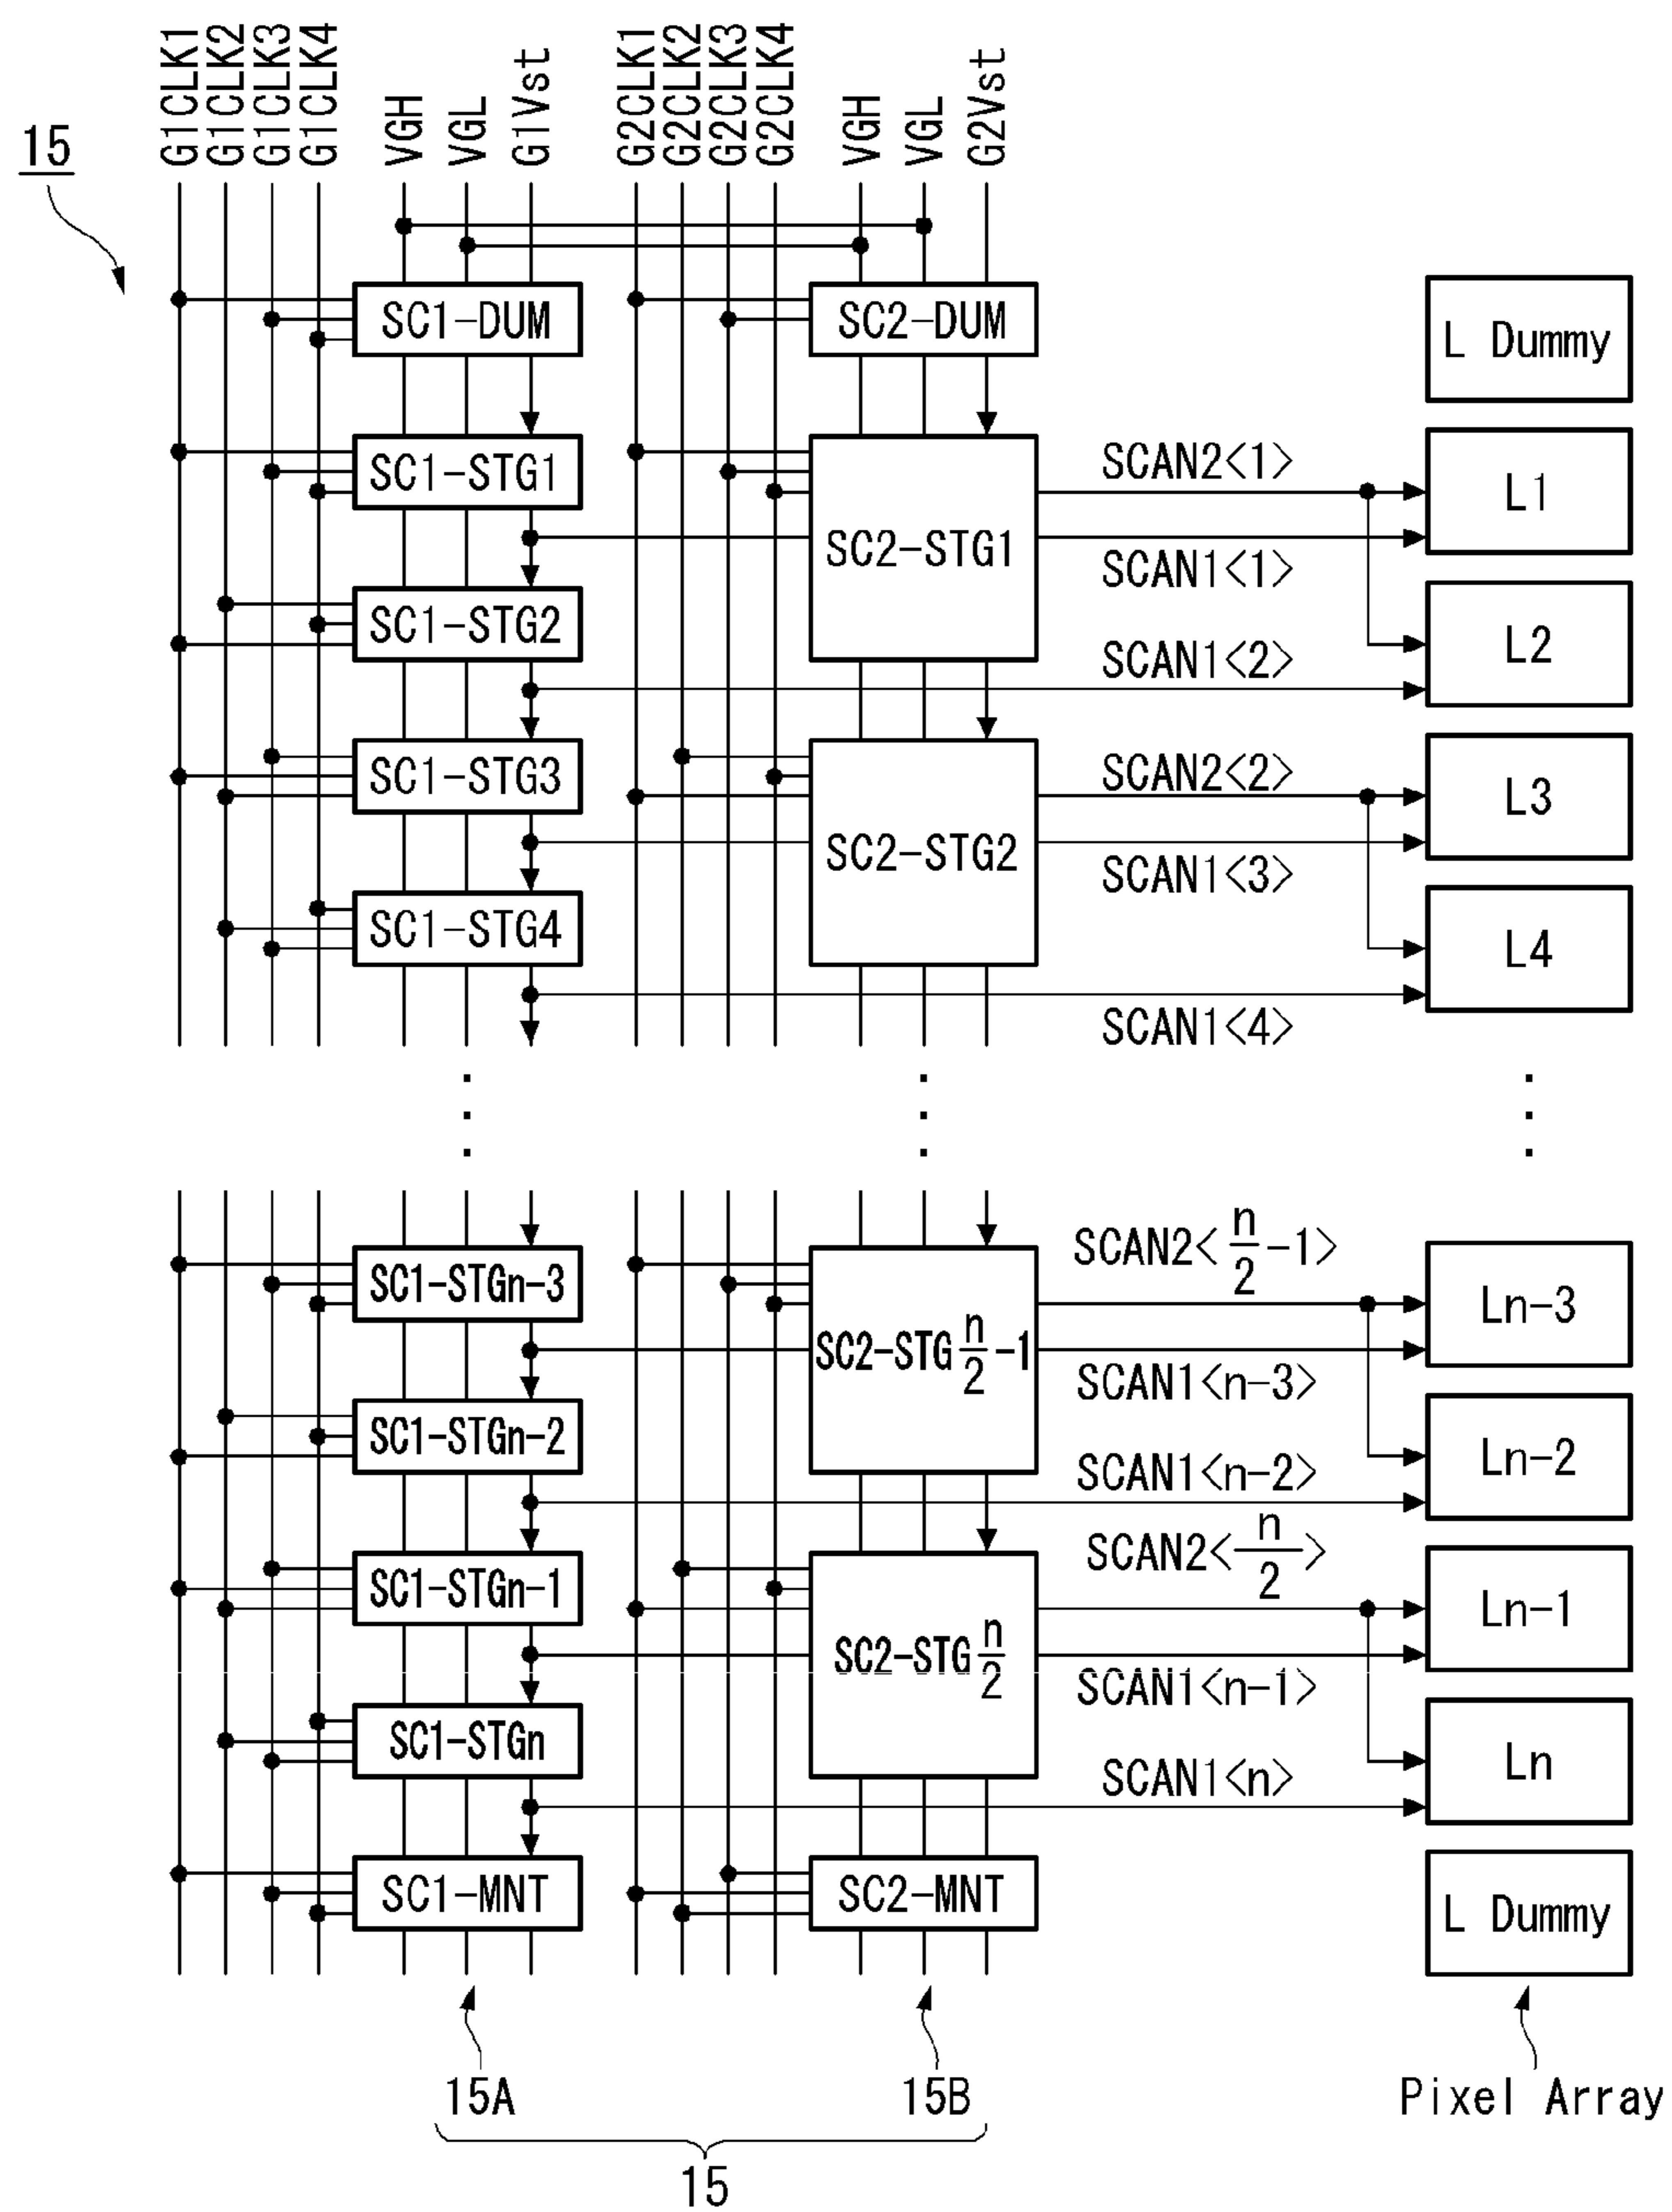 15
G1CLK1
G1CLK2
G1CLK3
G1CLK4
VGH
VGL
G1Vst
G2CLK1
G2CLK2
G2CLK3
G2CLK4
VGH
VGL
G2Vst
SC1-DUM
SC2-DUM
L Dummy
SC1-STG1
SC2-STG1
SCAN2<1>
L1
SCAN1<1>
SC1-STG2
L2
SCAN1<2>
SC1-STG3
SC2-STG2
SCAN2<2>
L3
SCAN1<3>
SC1-STG4
L4
SCAN1<4>
SC1-STGn-3
SC2-STG n/2 -1
SCAN2< n/2 -1>
Ln-3
SCAN1<n-3>
SC1-STGn-2
Ln-2
SCAN1<n-2>
SC1-STGn-1
SC2-STG n/2
SCAN2< n/2 >
Ln-1
SCAN1<n-1>
SC1-STGn
Ln
SCAN1<n>
SC1-MNT
SC2-MNT
L Dummy
15A
15B
Pixel Array
15